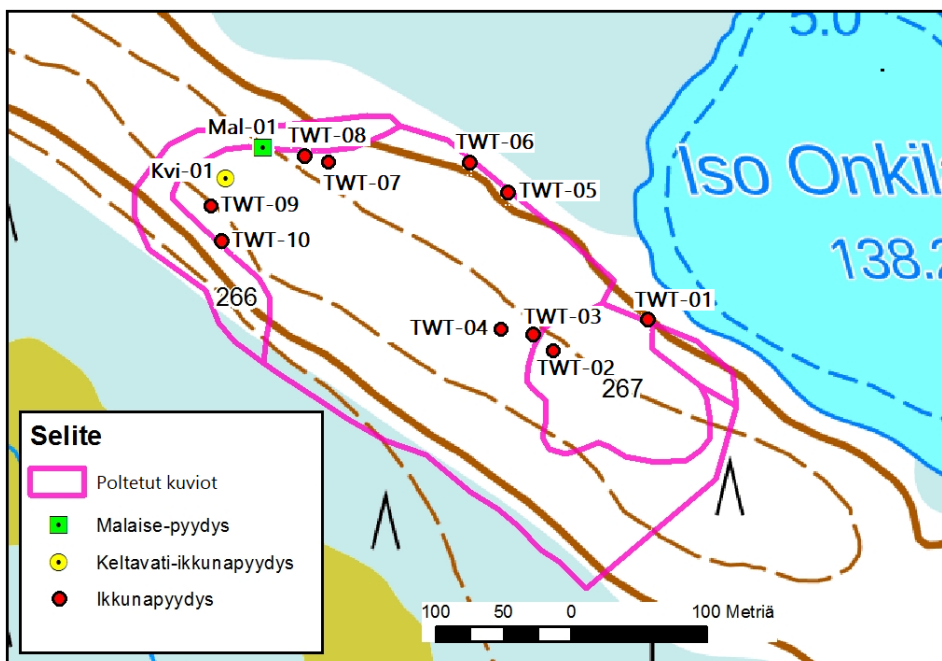 5.0
Mal-01
TWT-08
TWT-06
Kvi-01
TWT-07
Iso Onkil
TWT-05
TWT-09
TWT-10
138.2
266
TWT-01
TWT-04
TWT-03
TWT-02
267
Selite
Poltetut kuviot
Malaise-pyydys
Keltavati-ikkunapyydys
Ikkunapyydys
100 50 0 100 Metriä